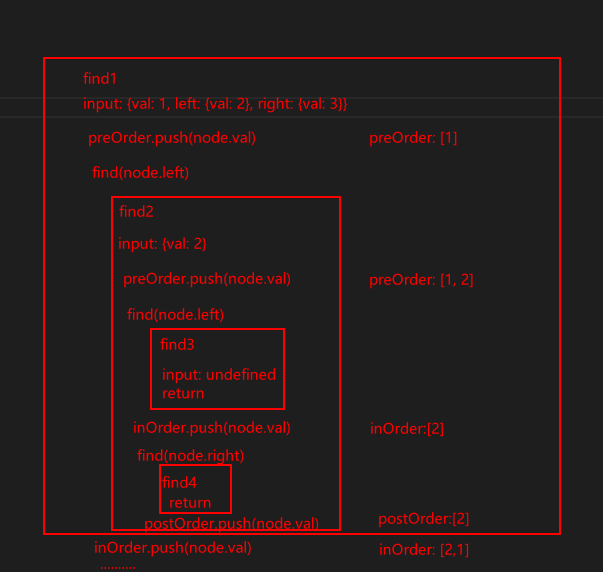 find1
input: {val: 1, left: {val: 2}, right: {val: 3}}
preOrder.push(node.val) preOrder: [1]
find(node.left)
find2
input: {val: 2}
preOrder.push(node.val) preOrder: [1, 2]
find(node.left)
find3
input: undefined
return
inOrder.push(node.val) inOrder:[2]
find(node.right)
find4
return
postOrder.push(node.val) postOrder:[2]
inOrder.push(node.val) inOrder: [2,1]
..........